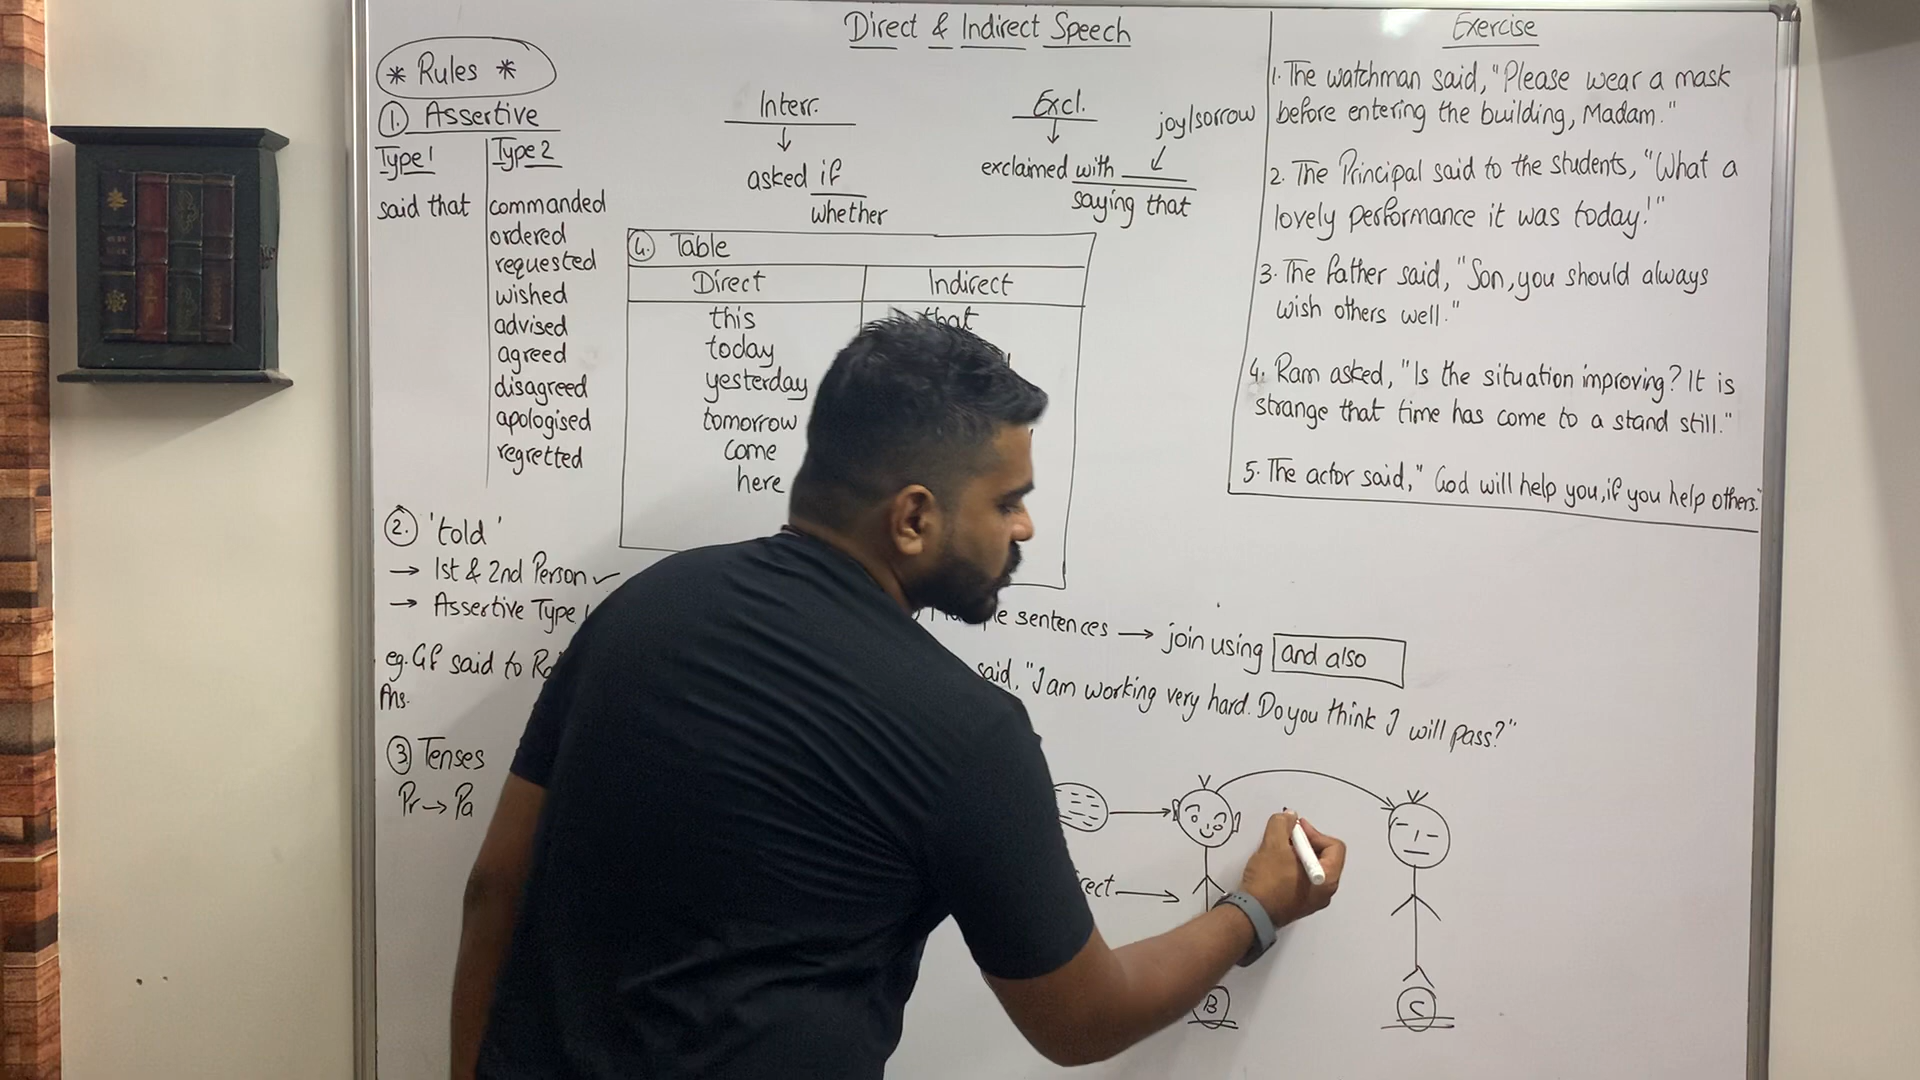 Direct & Indirect Speech
* Rules *
1. Assertive
Type 1
said that
Type 2
commanded
ordered
requested
wished
advised
agreed
disagreed
apologised
regretted
Interr.
↓
asked if
whether
Excl.
↓
joy/sorrow
exclaimed with
saying that
4. Table
Direct
Indirect
this
that
today
yesterday
tomorrow
come
here
2. 'told'
→ 1st & 2nd Person ✓
→ Assertive Type
eg. GF said to
Ans.
3 Tenses
Pr → Pa
sentences → join using and also
said, "I am working very hard. Do you think I will pass?"
B
C
Exercise
1. The watchman said, "Please wear a mask
before entering the building, Madam."
2. The Principal said to the students, "What a
lovely performance it was today!"
3. The father said, "Son, you should always
wish others well."
4. Ram asked, "Is the situation improving? It is
strange that time has come to a stand still."
5. The actor said," God will help you, if you help others."